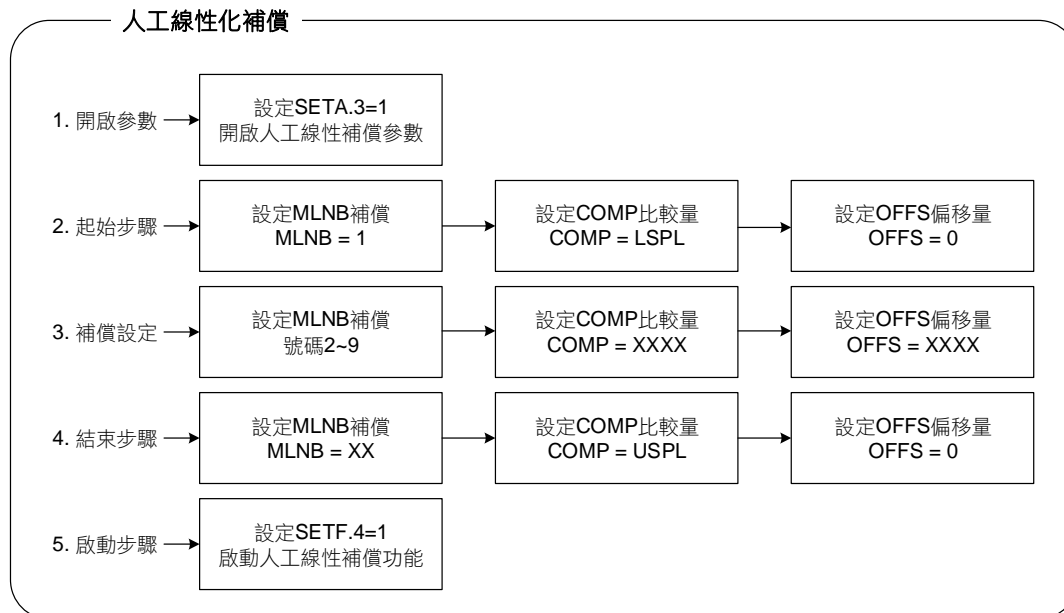 人工線性化補償
1. 開啟參數
設定SETA.3=1
開啟人工線性補償參數
2. 起始步驟
設定MLNB補償
MLNB = 1
設定COMP比較量
COMP = LSPL
設定OFFS偏移量
OFFS = 0
3. 補償設定
設定MLNB補償
號碼2~9
設定COMP比較量
COMP = XXXX
設定OFFS偏移量
OFFS = XXXX
4. 結束步驟
設定MLNB補償
MLNB = XX
設定COMP比較量
COMP = USPL
設定OFFS偏移量
OFFS = 0
5. 啟動步驟
設定SETF.4=1
啟動人工線性補償功能